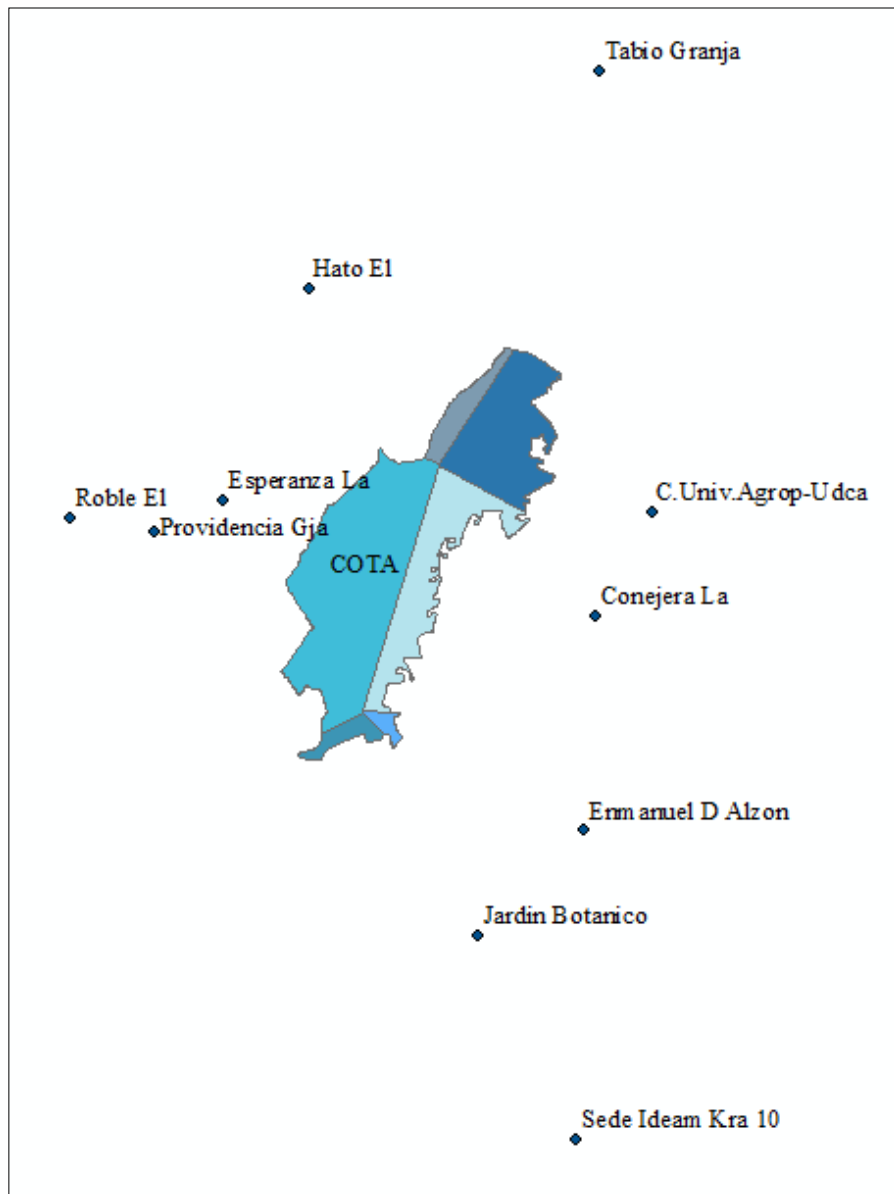 Tabio Granja
Hato El
Esperanza La
Roble El
C.Univ.Agrop-Udca
Providencia Gja
COTA
Conejera La
Enmanuel D Alzon
Jardin Botanico
Sede Ideam Kra 10